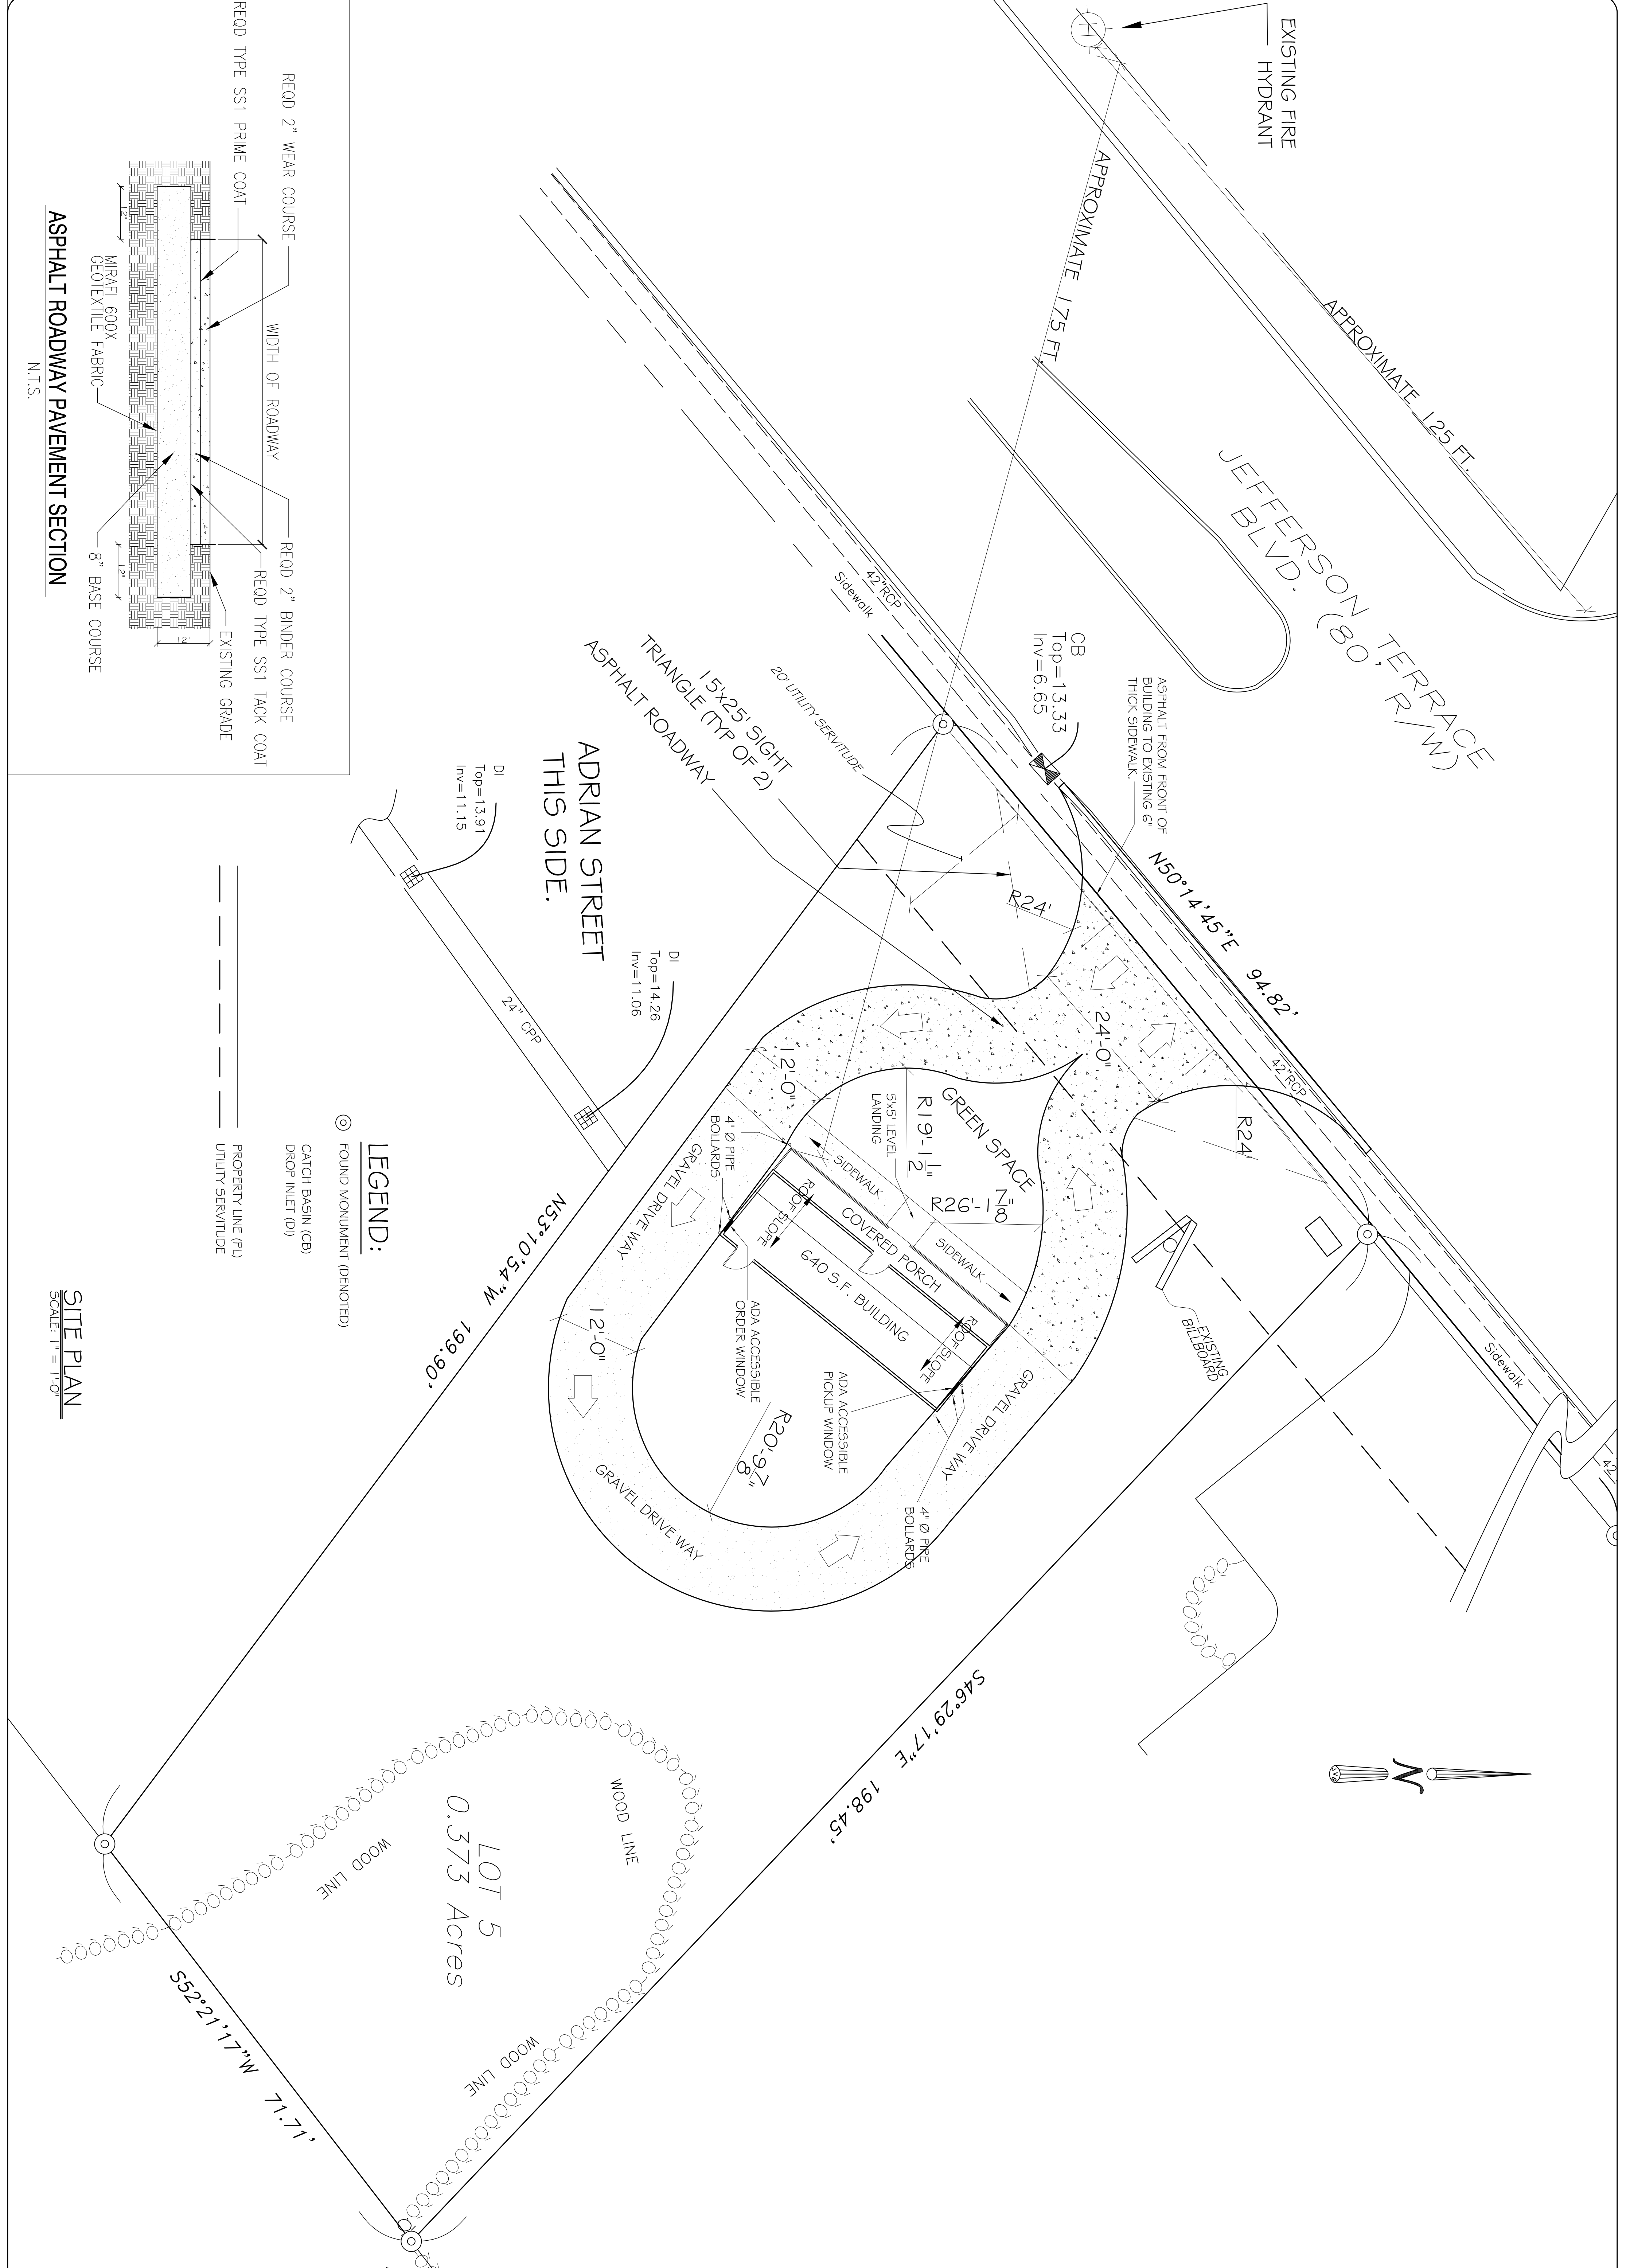 EXISTING FIRE
HYDRANT
APPROXIMATE 175 FT.
APPROXIMATE 125 FT.
JEFFERSON TERRACE
BLVD. (80' R/W)
REQD 2" WEAR COURSE
REQD TYPE SS1 PRIME COAT
WIDTH OF ROADWAY
REQD 2" BINDER COURSE
REQD TYPE SS1 TACK COAT
EXISTING GRADE
12"
12"
12"
MIRAFI 600X
GEOTEXTILE FABRIC
8" BASE COURSE
ASPHALT ROADWAY PAVEMENT SECTION
N.T.S.
42"RCP
Sidewalk
CB
Top=13.33
Inv=6.65
ASPHALT FROM FRONT OF
BUILDING TO EXISTING 6"
THICK SIDEWALK.
N50°14'45"E 94.82'
42"RCP
15'x25' SIGHT
TRIANGLE (TYP OF 2)
ASPHALT ROADWAY
20' UTILITY SERVITUDE
ADRIAN STREET
THIS SIDE.
DI
Top=13.91
Inv=11.15
DI
Top=14.26
Inv=11.06
24" CPP
R24'
24'-0"
R24'
12'-0"
R19'-1 1/2"
GREEN SPACE
5x5' LEVEL
LANDING
R26'-1 7/8"
SIDEWALK
SIDEWALK
COVERED PORCH
640 S.F. BUILDING
ROOF SLOPE
ROOF SLOPE
4" Ø PIPE
BOLLARDS
GRAVEL DRIVE WAY
ADA ACCESSIBLE
ORDER WINDOW
ADA ACCESSIBLE
PICKUP WINDOW
GRAVEL DRIVE WAY
4" Ø PIPE
BOLLARDS
12'-0"
R20'-9 7/8"
GRAVEL DRIVE WAY
EXISTING
BILLBOARD
Sidewalk
42
N53°10'54"W 199.90'
S46°29'17"E 198.45'
S52°21'17"W 71.71'
WOOD LINE
WOOD LINE
WOOD LINE
LOT 5
0.373 Acres
LEGEND:
FOUND MONUMENT (DENOTED)
CATCH BASIN (CB)
DROP INLET (DI)
PROPERTY LINE (PL)
UTILITY SERVITUDE
SITE PLAN
SCALE: 1" = 1'-0"